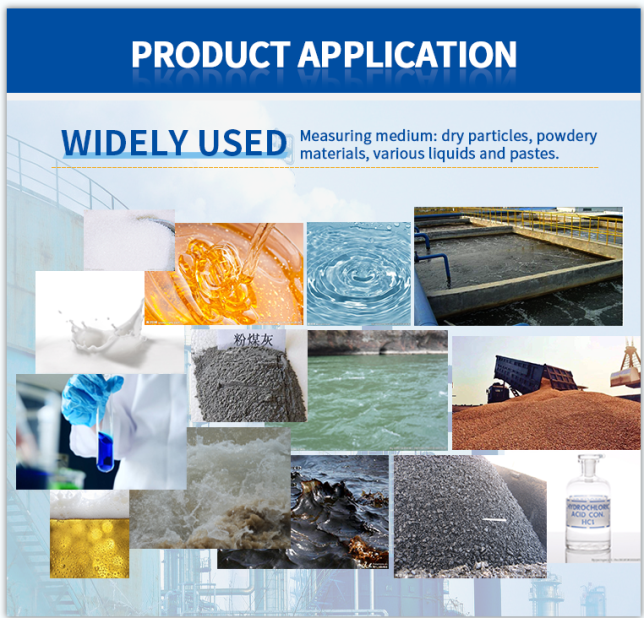 PRODUCT APPLICATION
WIDELY USED
Measuring medium: dry particles, powdery
materials, various liquids and pastes.
粉煤灰
HYDROCHLORIC
ACID CON.
HCl